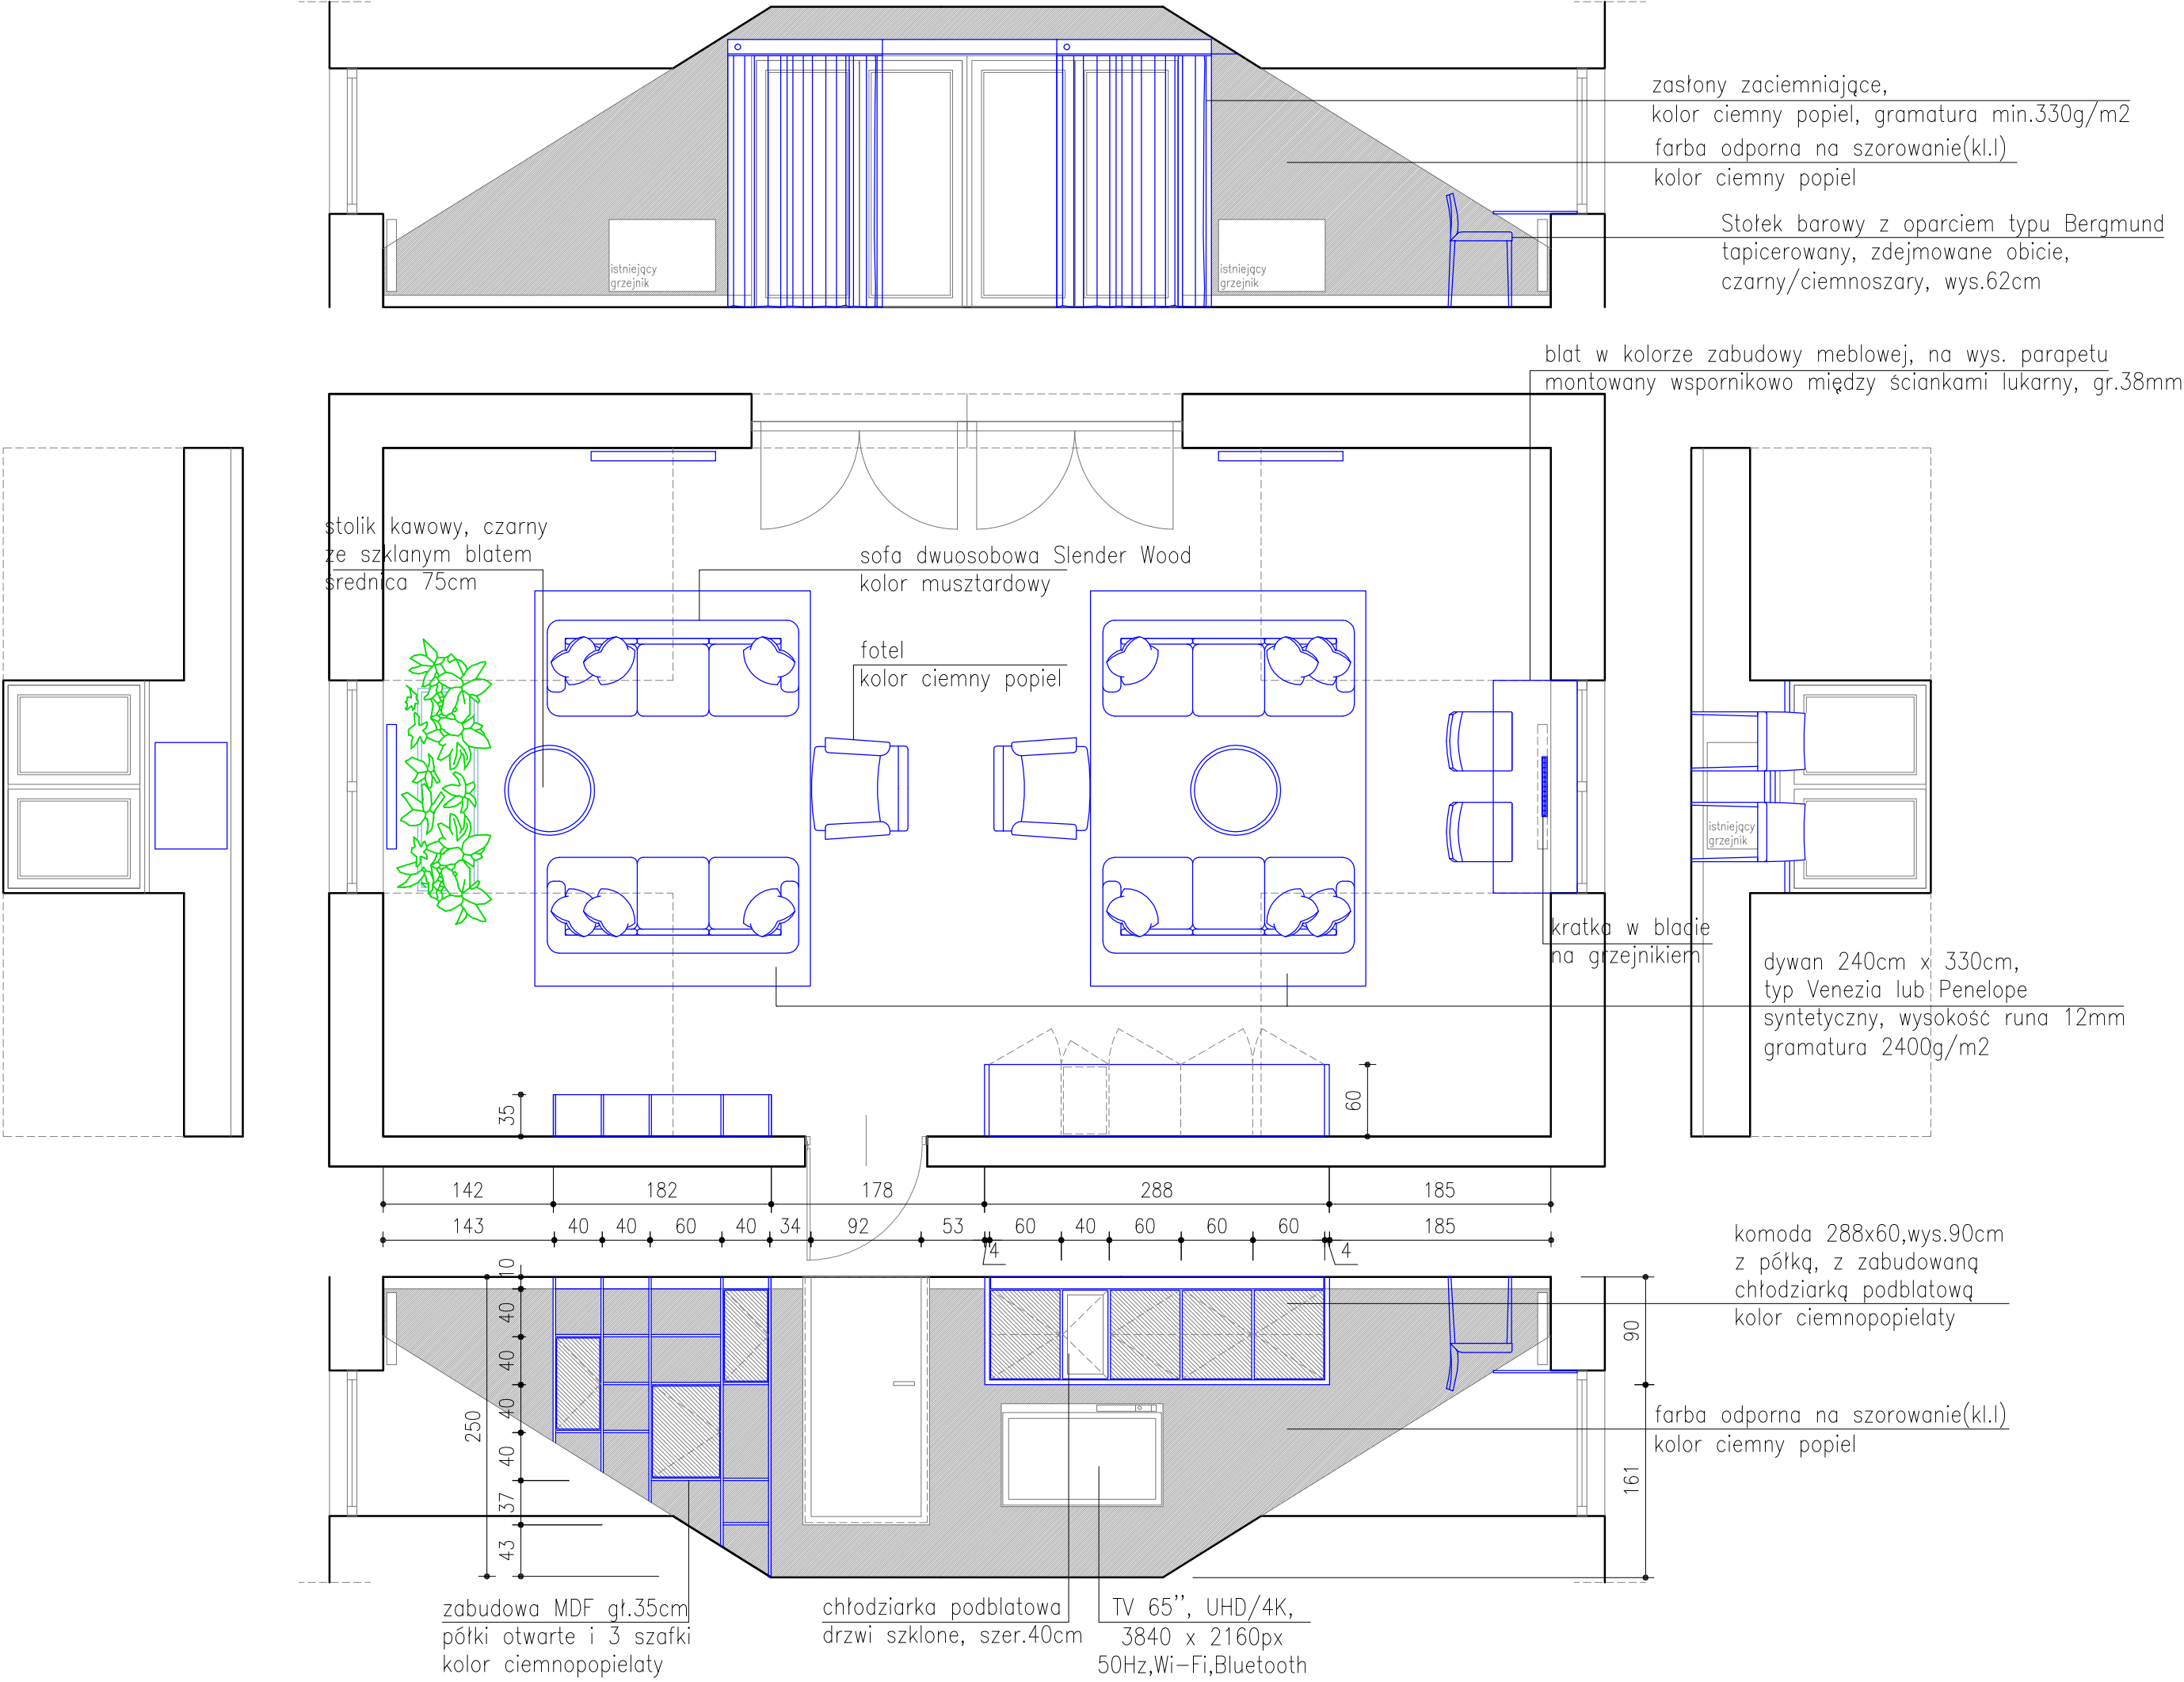 zasłony zaciemniające,
kolor ciemny popiel, gramatura min.330g/m2
farba odporna na szorowanie(kl.I)
kolor ciemny popiel
Stołek barowy z oparciem typu Bergmund
tapicerowany, zdejmowane obicie,
czarny/ciemnoszary, wys.62cm
istniejący
grzejnik
istniejący
grzejnik
blat w kolorze zabudowy meblowej, na wys. parapetu
montowany wspornikowo między ściankami lukarny, gr.38mm
stolik kawowy, czarny
ze szklanym blatem
średnica 75cm
sofa dwuosobowa Slender Wood
kolor musztardowy
fotel
kolor ciemny popiel
istniejący
grzejnik
kratka w blacie
na grzejnikiem
dywan 240cm x 330cm,
typ Venezia lub Penelope
syntetyczny, wysokość runa 12mm
gramatura 2400g/m2
35
60
142 182 178 288 185
143 40 40 60 40 34 92 53 60 40 60 60 60 185
4 4
10
40
40
40
40
37
43
250
90
161
komoda 288x60,wys.90cm
z półką, z zabudowaną
chłodziarką podblatową
kolor ciemnopopielaty
farba odporna na szorowanie(kl.I)
kolor ciemny popiel
zabudowa MDF gł.35cm
półki otwarte i 3 szafki
kolor ciemnopopielaty
chłodziarka podblatowa
drzwi szklone, szer.40cm
TV 65'', UHD/4K,
3840 x 2160px
50Hz,Wi-Fi,Bluetooth